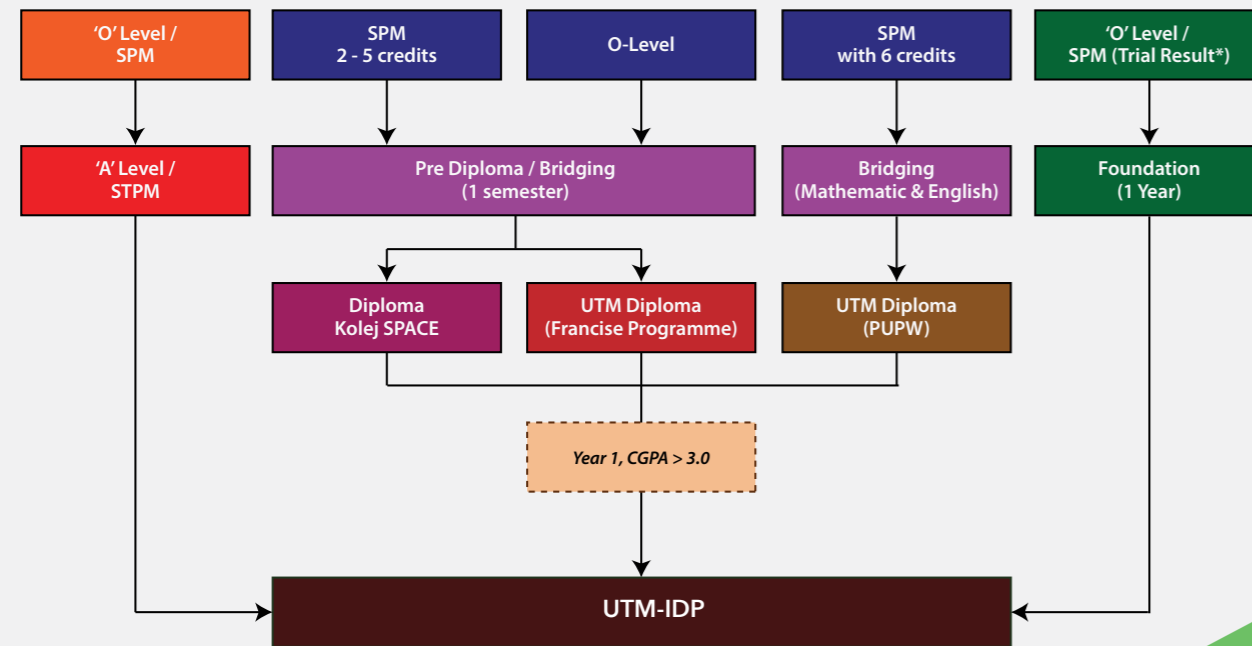 ‘O’ Level /
SPM
SPM
2 - 5 credits
O-Level
SPM
with 6 credits
‘O’ Level /
SPM (Trial Result*)
‘A’ Level /
STPM
Pre Diploma / Bridging
(1 semester)
Bridging
(Mathematic & English)
Foundation
(1 Year)
Diploma
Kolej SPACE
UTM Diploma
(Francise Programme)
UTM Diploma
(PUPW)
Year 1, CGPA > 3.0
UTM-IDP